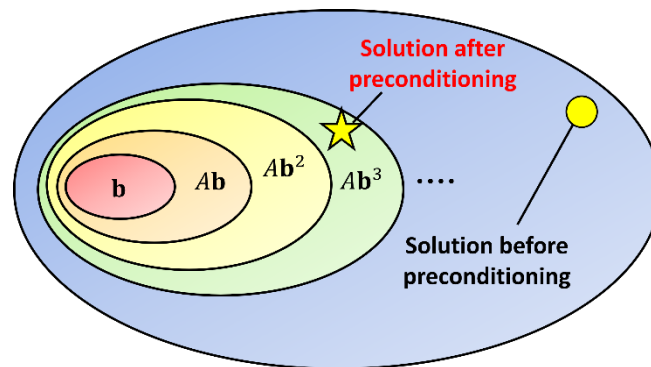 Solution after
preconditioning
𝐛
𝐴𝐛
𝐴𝐛²
𝐴𝐛³
....
Solution before
preconditioning